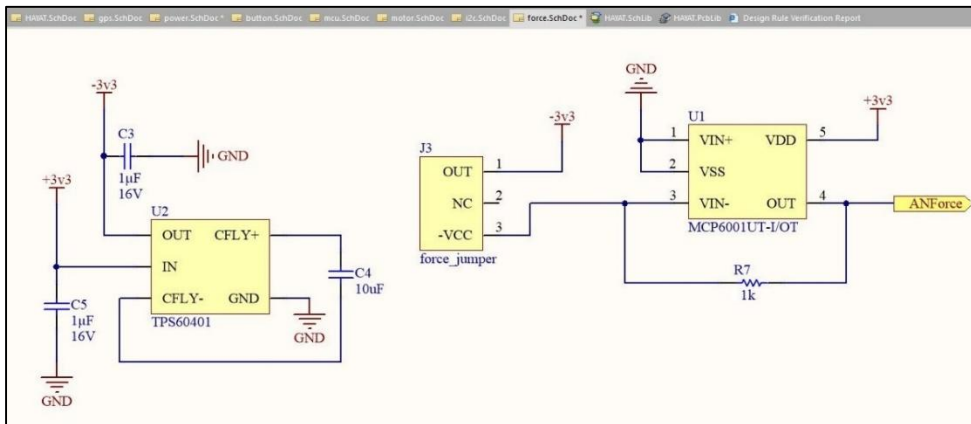 HAYAT.SchDoc gps.SchDoc power.SchDoc * button.SchDoc mcu.SchDoc motor.SchDoc i2c.SchDoc force.SchDoc * HAYAT.SchLib HAYAT.PcbLib Design Rule Verification Report
-3v3
C3
1µF
16V
GND
+3v3
U2
OUT CFLY+
IN
CFLY- GND
TPS60401
C4
10uF
GND
C5
1µF
16V
GND
-3v3
J3
OUT 1
NC 2
-VCC 3
force_jumper
GND
+3v3
U1
1 VIN+ VDD 5
2 VSS
3 VIN- OUT 4
MCP6001UT-I/OT
ANForce
R7
1k